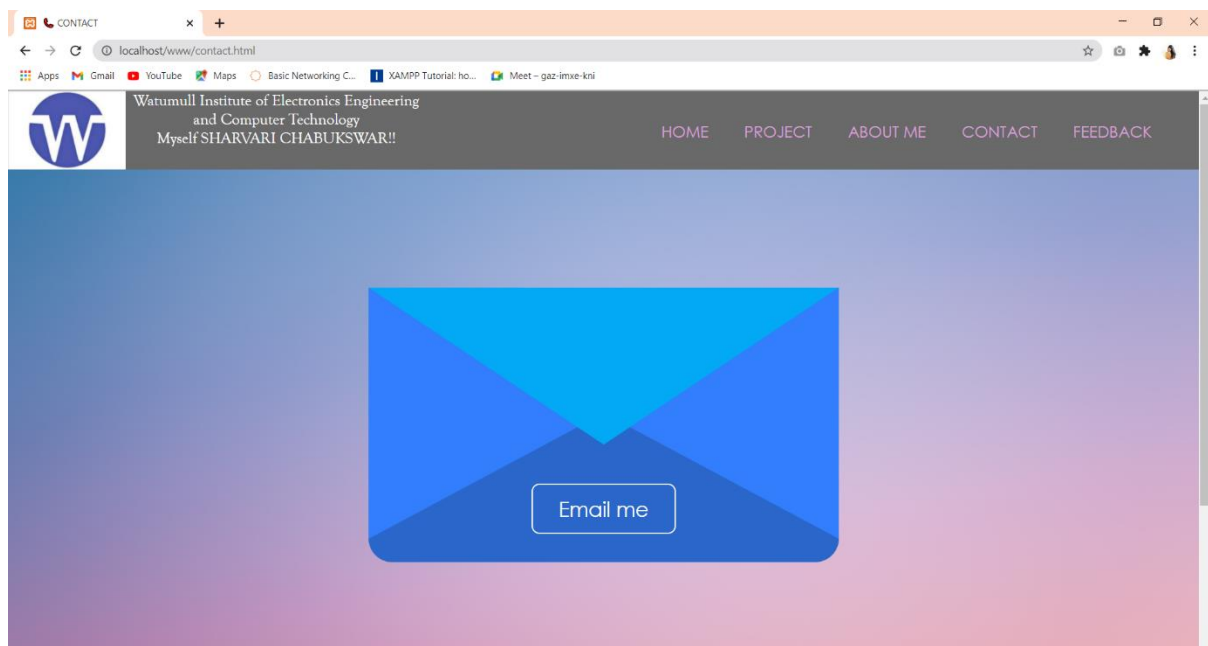 CONTACT
localhost/www/contact.html
Apps
Gmail
YouTube
Maps
Basic Networking C...
XAMPP Tutorial: ho...
Meet – gaz-imxe-kni
W
Watumull Institute of Electronics Engineering
and Computer Technology
Myself SHARVARI CHABUKSWAR!!
HOME
PROJECT
ABOUT ME
CONTACT
FEEDBACK
Email me